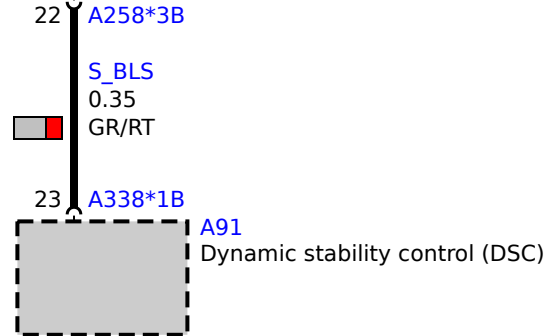 22 A258*3B
S_BLS
0.35
GR/RT
23 A338*1B
A91
Dynamic stability control (DSC)